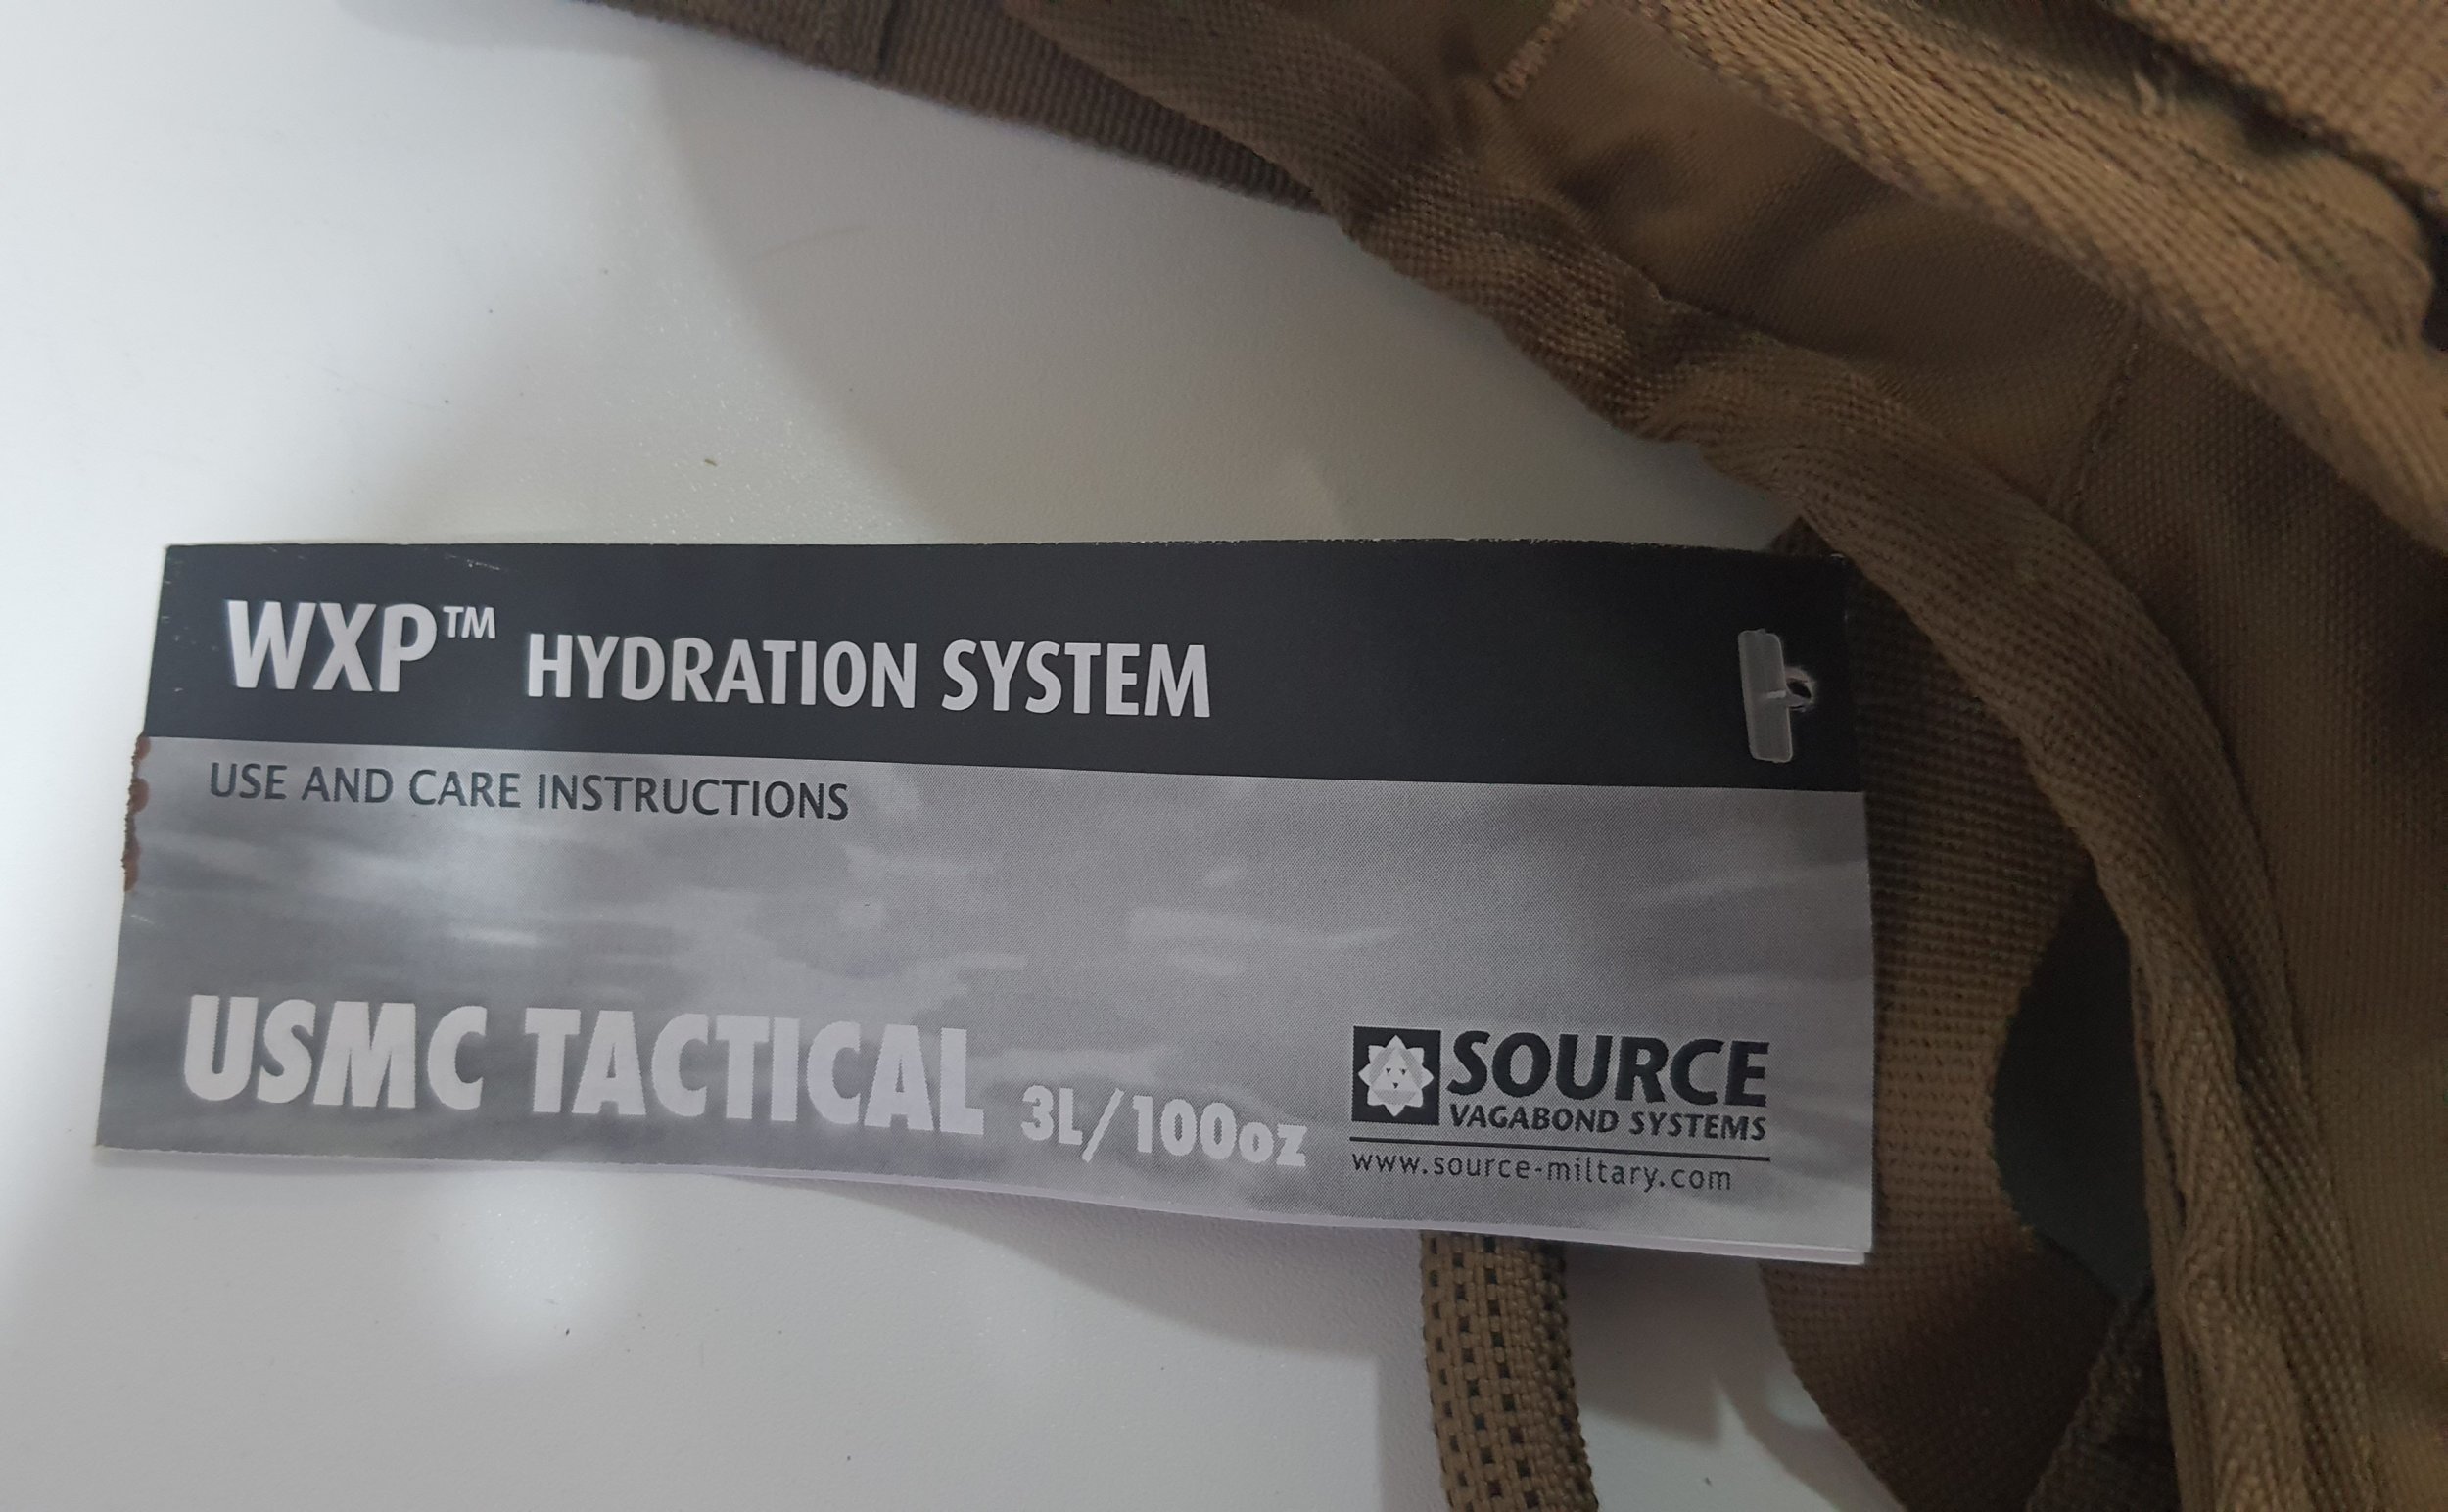 WXP™ HYDRATION SYSTEM
USE AND CARE INSTRUCTIONS
USMC TACTICAL 3L/100oz
SOURCE
VAGABOND SYSTEMS
www.source-miltary.com